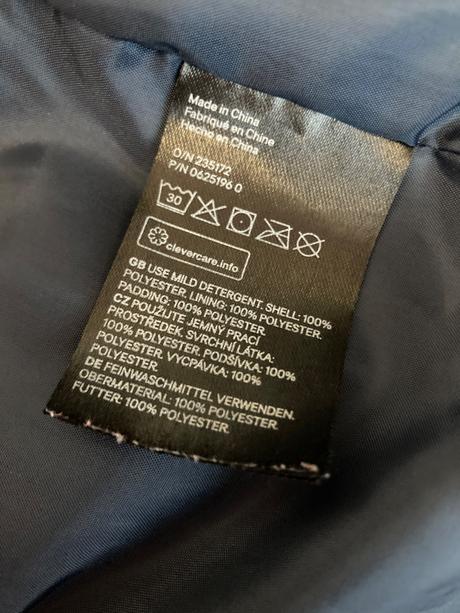 Made in China
Fabriqué en Chine
Hecho en China
O/N 235172
P/N 0625196 0
30
clevercare.info
GB USE MILD DETERGENT. SHELL: 100%
POLYESTER. LINING: 100% POLYESTER.
PADDING: 100% POLYESTER.
CZ POUŽIJTE JEMNÝ PRACÍ
PROSTŘEDEK. SVRCHNÍ LÁTKA:
100% POLYESTER. PODŠÍVKA: 100%
POLYESTER. VYCPÁVKA: 100%
POLYESTER.
DE FEINWASCHMITTEL VERWENDEN.
OBERMATERIAL: 100% POLYESTER.
FUTTER: 100% POLYESTER.